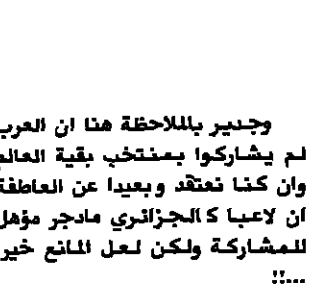 وجدير بالملاحظة هنا ان العرب
لم يشاركوا بمنتخب بقية العالم
وان كنا نعتقد وبعيدا عن العاطفة
ان لاعبا كالجزائري مادجر مؤهل
للمشاركة ولكن لعل المانع خير
...!!